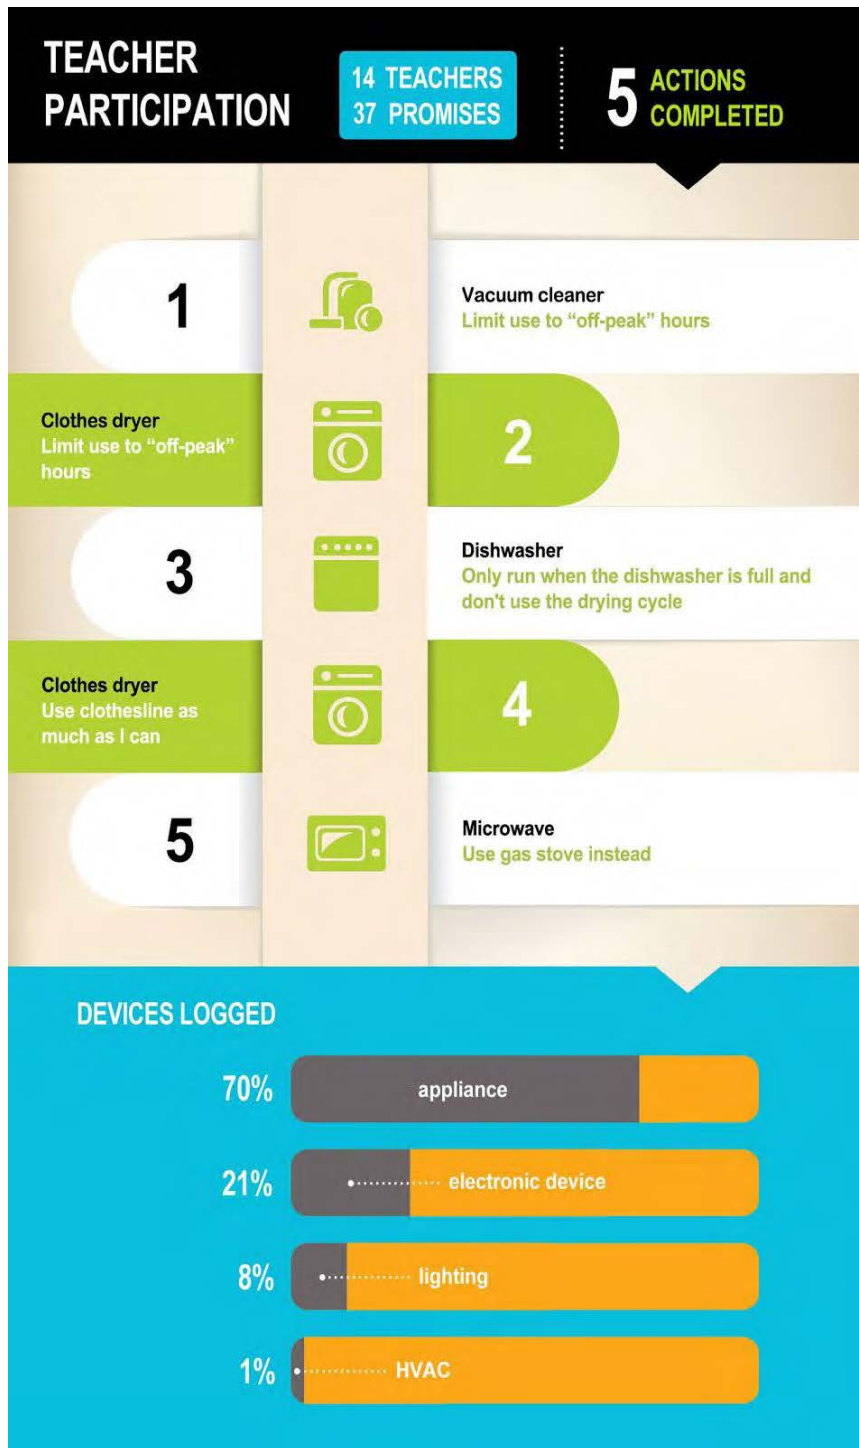 TEACHER
PARTICIPATION
14 TEACHERS
37 PROMISES
5 ACTIONS
COMPLETED
1
Vacuum cleaner
Limit use to “off-peak” hours
Clothes dryer
Limit use to “off-peak”
hours
2
3
Dishwasher
Only run when the dishwasher is full and
don't use the drying cycle
Clothes dryer
Use clothesline as
much as I can
4
5
Microwave
Use gas stove instead
DEVICES LOGGED
70% appliance
21% electronic device
8% lighting
1% HVAC